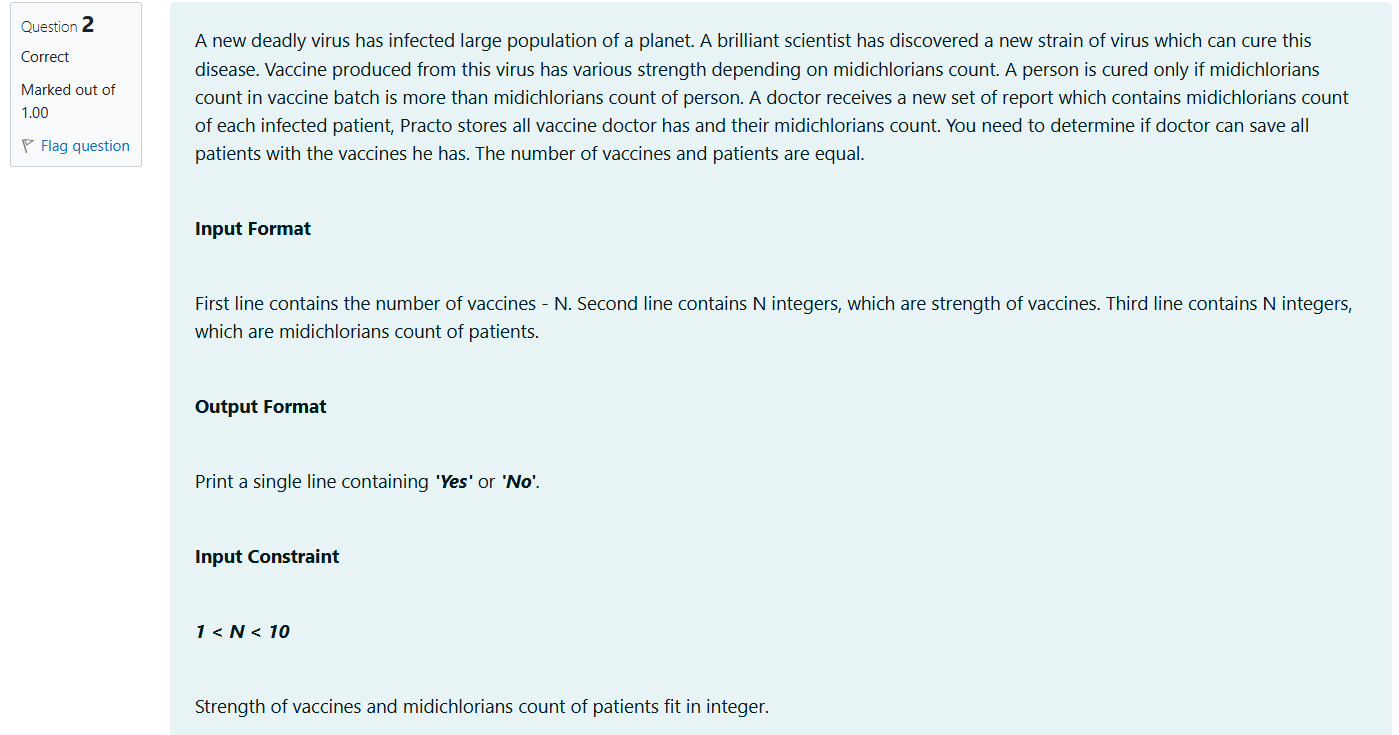 Question 2
Correct
Marked out of
1.00
Flag question
A new deadly virus has infected large population of a planet. A brilliant scientist has discovered a new strain of virus which can cure this
disease. Vaccine produced from this virus has various strength depending on midichlorians count. A person is cured only if midichlorians
count in vaccine batch is more than midichlorians count of person. A doctor receives a new set of report which contains midichlorians count
of each infected patient, Practo stores all vaccine doctor has and their midichlorians count. You need to determine if doctor can save all
patients with the vaccines he has. The number of vaccines and patients are equal.
Input Format
First line contains the number of vaccines - N. Second line contains N integers, which are strength of vaccines. Third line contains N integers,
which are midichlorians count of patients.
Output Format
Print a single line containing 'Yes' or 'No'.
Input Constraint
1 < N < 10
Strength of vaccines and midichlorians count of patients fit in integer.